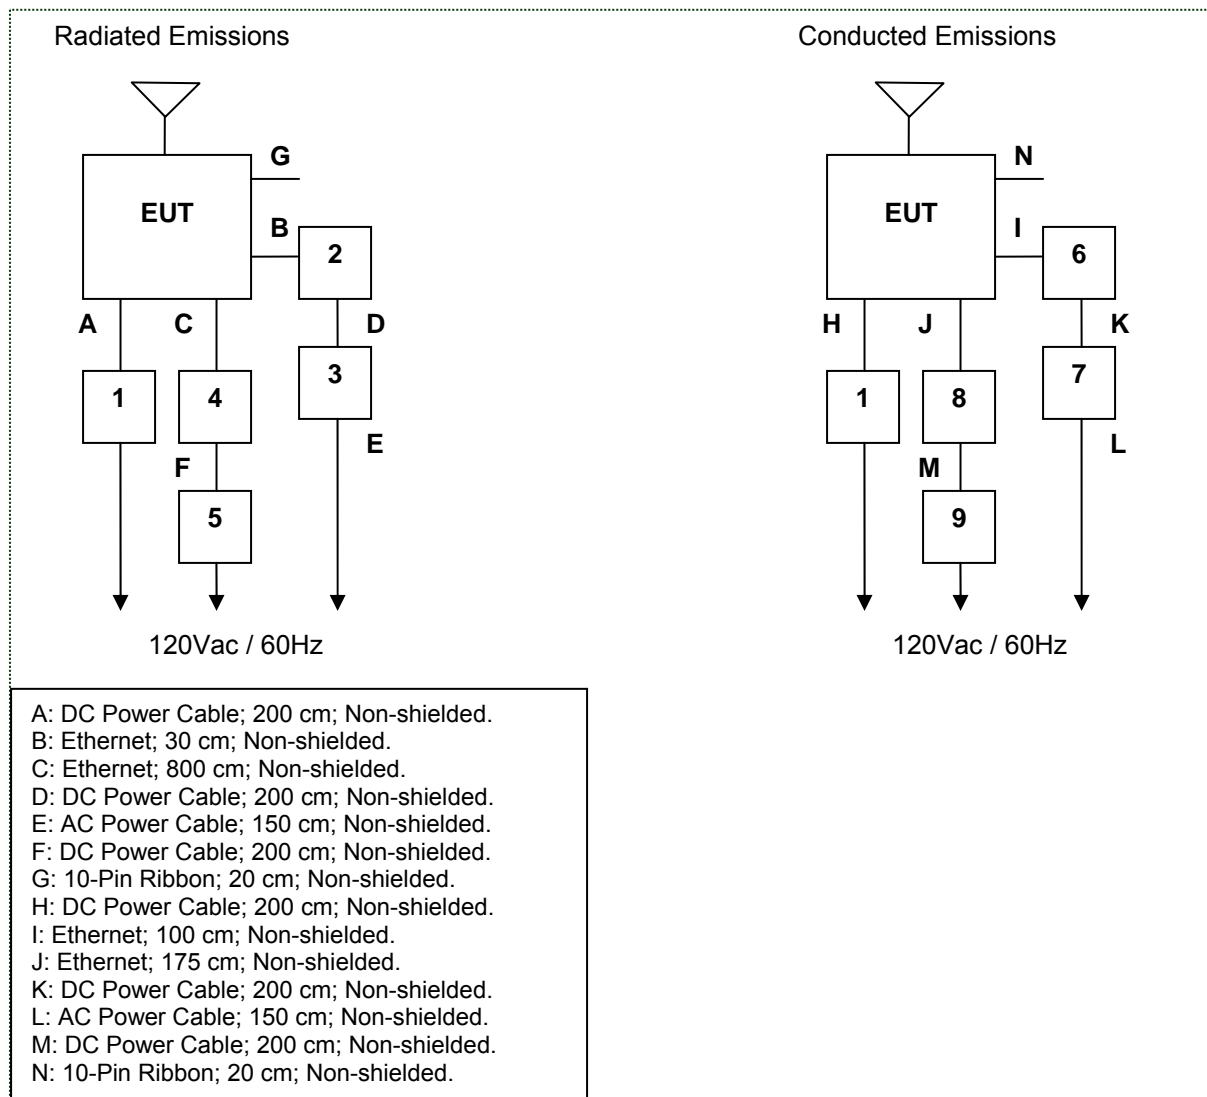 Radiated Emissions
G
EUT
B
2
A
C
D
1
4
3
F
E
5
120Vac / 60Hz
Conducted Emissions
N
EUT
I
6
H
J
K
1
8
7
M
L
9
120Vac / 60Hz
A: DC Power Cable; 200 cm; Non-shielded.
B: Ethernet; 30 cm; Non-shielded.
C: Ethernet; 800 cm; Non-shielded.
D: DC Power Cable; 200 cm; Non-shielded.
E: AC Power Cable; 150 cm; Non-shielded.
F: DC Power Cable; 200 cm; Non-shielded.
G: 10-Pin Ribbon; 20 cm; Non-shielded.
H: DC Power Cable; 200 cm; Non-shielded.
I: Ethernet; 100 cm; Non-shielded.
J: Ethernet; 175 cm; Non-shielded.
K: DC Power Cable; 200 cm; Non-shielded.
L: AC Power Cable; 150 cm; Non-shielded.
M: DC Power Cable; 200 cm; Non-shielded.
N: 10-Pin Ribbon; 20 cm; Non-shielded.